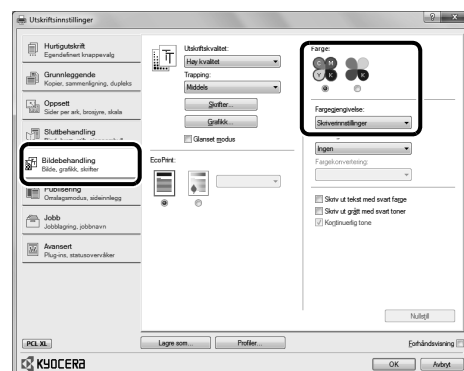 Utskriftsinnstillinger
Hurtigutskrift
Egendefinert knappevalg
Grunnleggende
Kopier, sammenligning, dupleks
Oppsett
Sider per ark, brosjyre, skala
Sluttbehandling
Bildebehandling
Bilde, grafikk, skrifter
Publisering
Omslagsmodus, sideinnlegg
Jobb
Jobblagring, jobbnavn
Avansert
Plug-ins, statusovervåker
Utskriftskvalitet:
Høy kvalitet
Trapping:
Middels
Skrifter...
Grafikk...
Glanset modus
EcoPrint:
Farge:
C M
Y K K
Fargegjengivelse:
Skriverinnstillinger
Ingen
Fargekonvertering:
Skriv ut tekst med svart farge
Skriv ut grått med svart toner
Kontinuerlig tone
Nullstill
PCL XL
Lagre som...
Profiler...
Forhåndsvisning
KYOCERA
OK
Avbryt